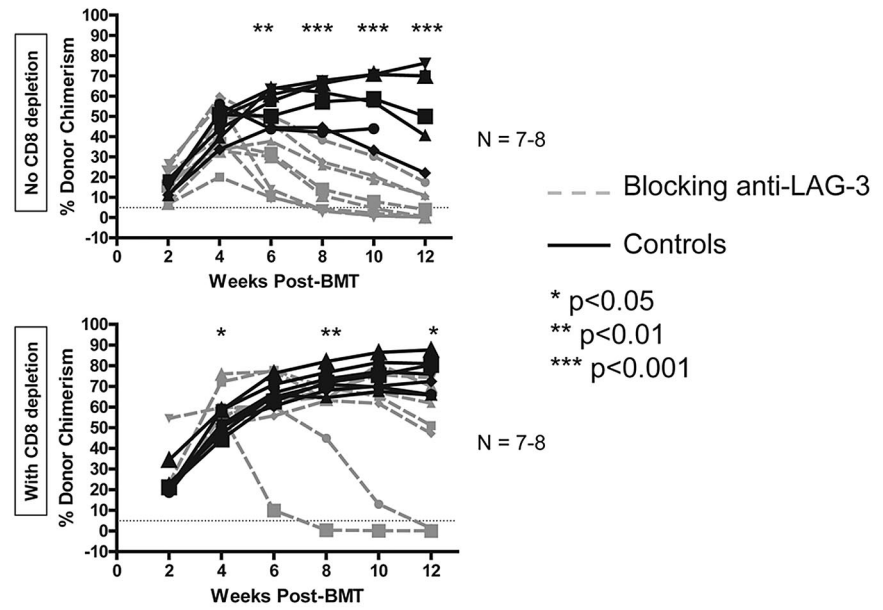 No CD8 depletion
% Donor Chimerism
** *** *** ***
100
90
80
70
60
50
40
30
20
10
0
-10
0 2 4 6 8 10 12
Weeks Post-BMT
N = 7-8
Blocking anti-LAG-3
Controls
* p<0.05
** p<0.01
*** p<0.001
With CD8 depletion
% Donor Chimerism
* ** *
100
90
80
70
60
50
40
30
20
10
0
-10
0 2 4 6 8 10 12
Weeks Post-BMT
N = 7-8